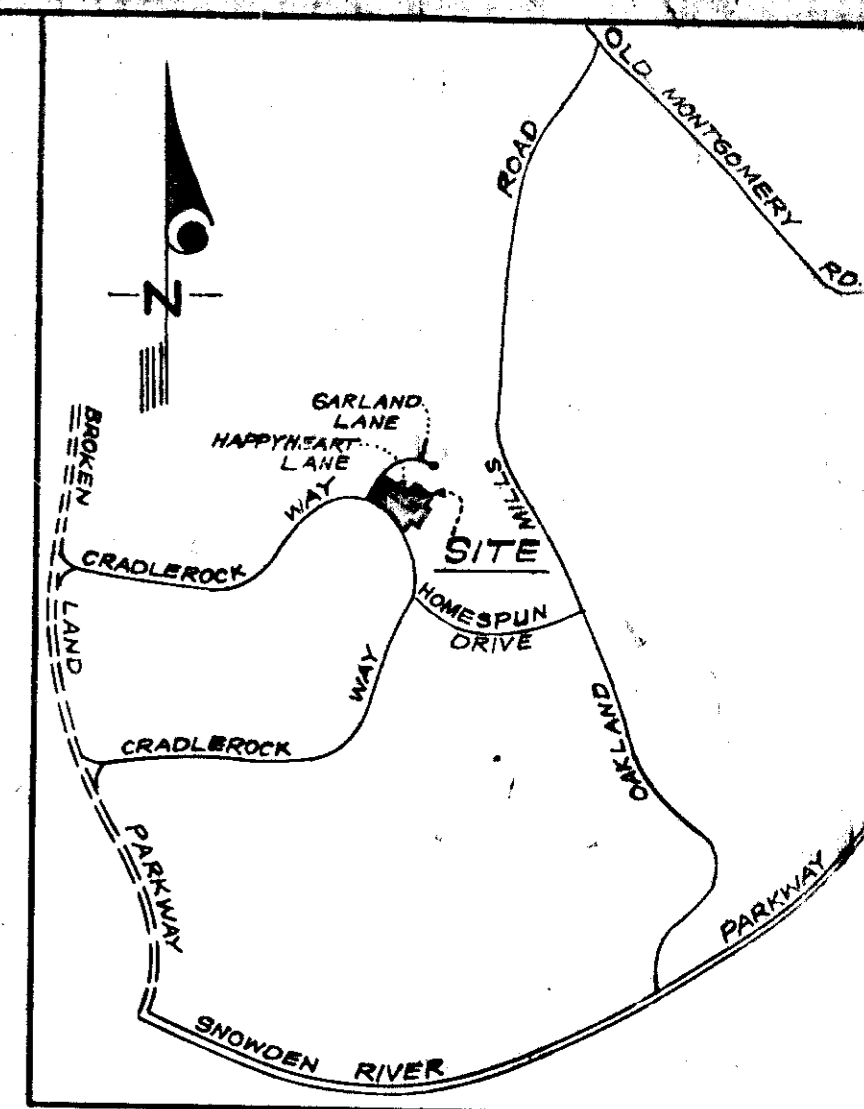 OLD MONTGOMERY RD.
ROAD
N
GARLAND
LANE
HAPPYHEART
LANE
BROKEN
WAY
MILLS
SITE
CRADLEROCK
HOMESPUN
DRIVE
LAND
WAY
OAKLAND
CRADLEROCK
PARKWAY
PARKWAY
SNOWDEN RIVER